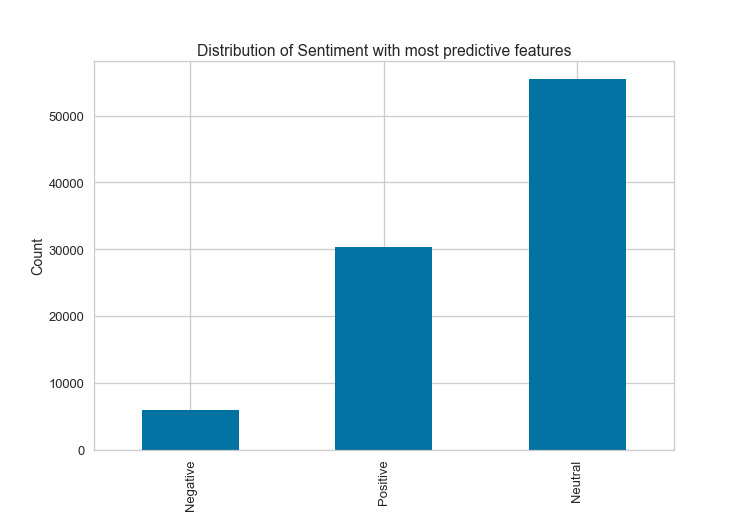 Distribution of Sentiment with most predictive features
50000
40000
30000
20000
10000
0
Count
Negative
Positive
Neutral